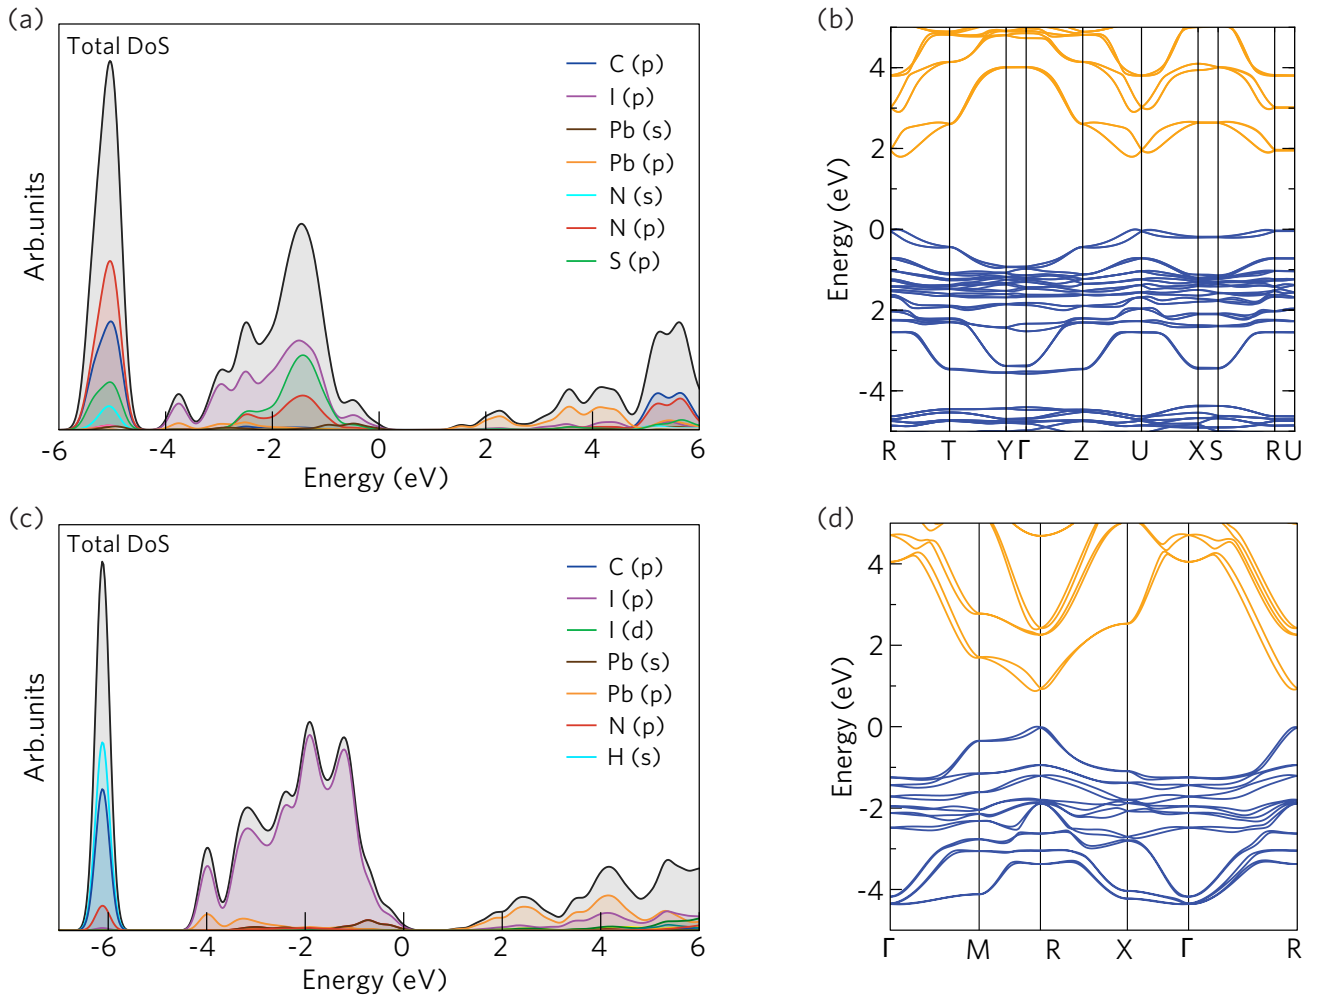 (a)
Total DoS
C (p)
I (p)
Pb (s)
Pb (p)
N (s)
N (p)
S (p)
Arb.units
-6 -4 -2 0 2 4 6
Energy (eV)
(b)
4
2
0
2
-4
Energy (eV)
R T Y Γ Z U X S R U
(c)
Total DoS
C (p)
I (p)
I (d)
Pb (s)
Pb (p)
N (p)
H (s)
Arb.units
-6 -4 -2 0 2 4 6
Energy (eV)
(d)
4
2
0
-2
-4
Energy (eV)
Γ M R X Γ R